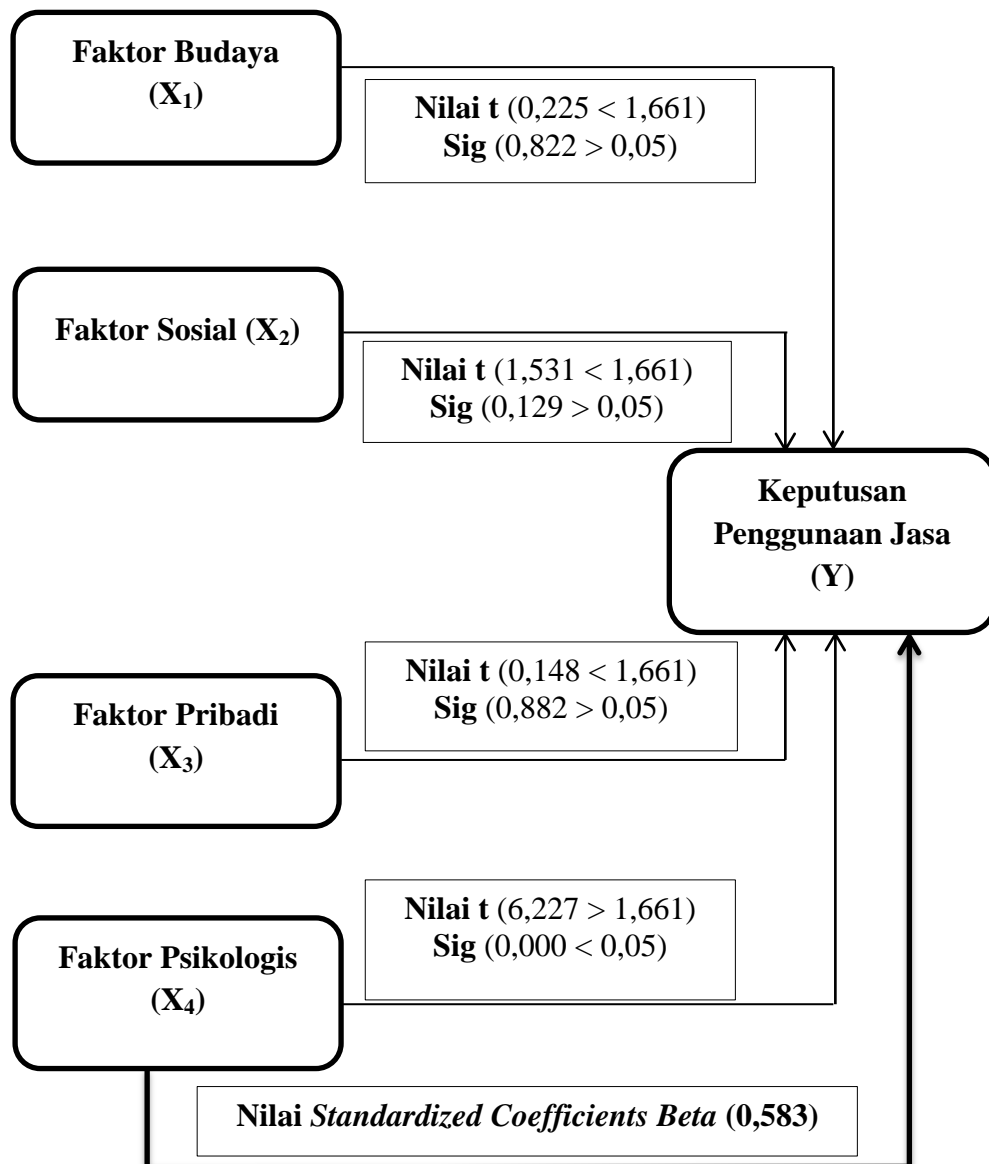 Faktor Budaya
(X₁)
Nilai t (0,225 < 1,661)
Sig (0,822 > 0,05)
Faktor Sosial (X₂)
Nilai t (1,531 < 1,661)
Sig (0,129 > 0,05)
Keputusan
Penggunaan Jasa
(Y)
Nilai t (0,148 < 1,661)
Sig (0,882 > 0,05)
Faktor Pribadi
(X₃)
Nilai t (6,227 > 1,661)
Sig (0,000 < 0,05)
Faktor Psikologis
(X₄)
Nilai Standardized Coefficients Beta (0,583)